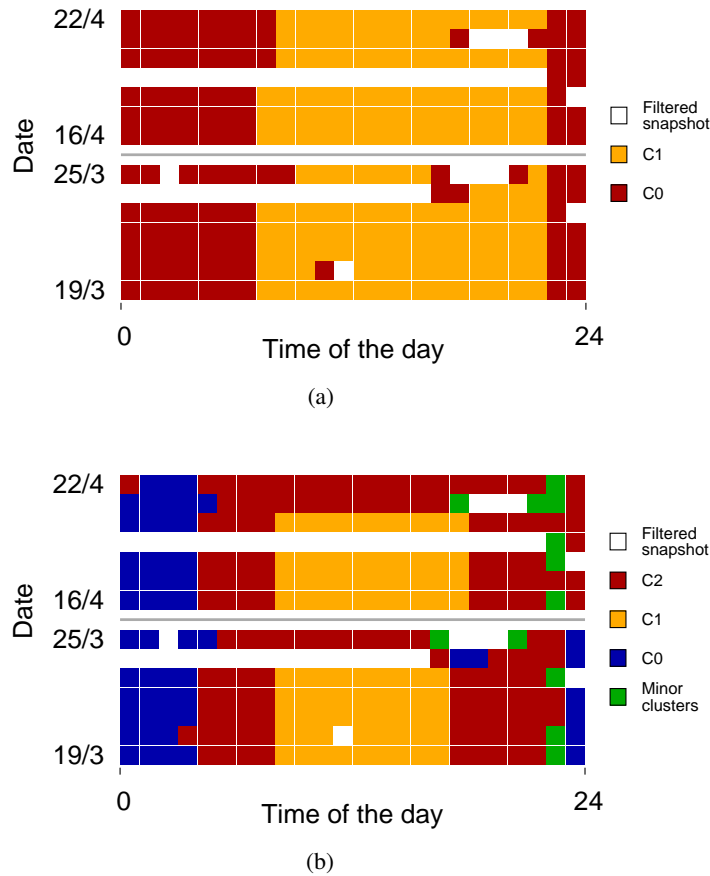 22/4
16/4
25/3
19/3
Date
0
24
Time of the day
Filtered
snapshot
C1
C0
(a)
22/4
16/4
25/3
19/3
Date
0
24
Time of the day
Filtered
snapshot
C2
C1
C0
Minor
clusters
(b)